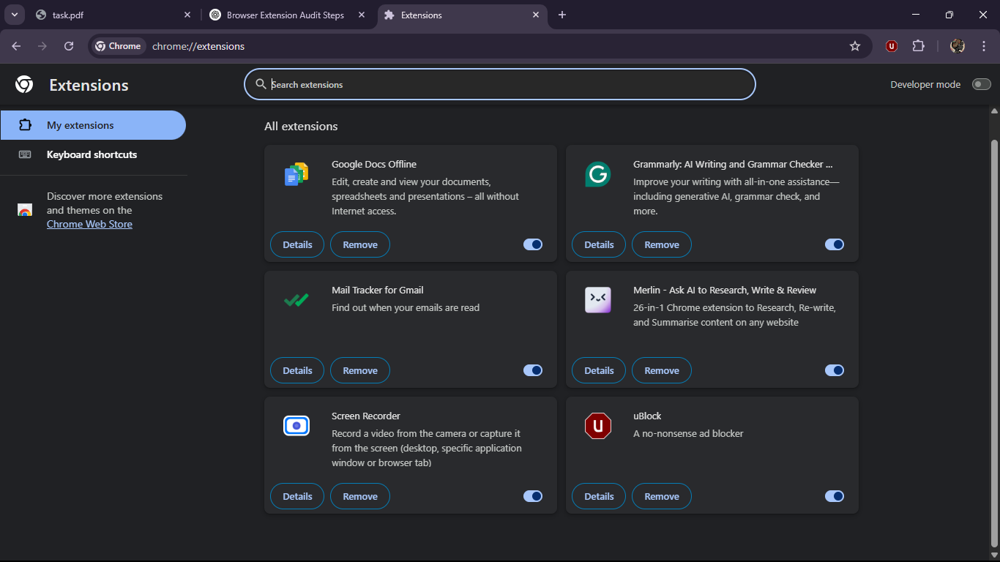 task.pdf
Browser Extension Audit Steps
Extensions
Chrome
chrome://extensions
Extensions
Search extensions
Developer mode
My extensions
Keyboard shortcuts
Discover more extensions
and themes on the
Chrome Web Store
All extensions
Google Docs Offline
Edit, create and view your documents,
spreadsheets and presentations – all without
Internet access.
Details
Remove
Grammarly: AI Writing and Grammar Checker ...
Improve your writing with all-in-one assistance—
including generative AI, grammar check, and
more.
Details
Remove
Mail Tracker for Gmail
Find out when your emails are read
Details
Remove
Merlin - Ask AI to Research, Write & Review
26-in-1 Chrome extension to Research, Re-write,
and Summarise content on any website
Details
Remove
Screen Recorder
Record a video from the camera or capture it
from the screen (desktop, specific application
window or browser tab)
Details
Remove
uBlock
A no-nonsense ad blocker
Details
Remove